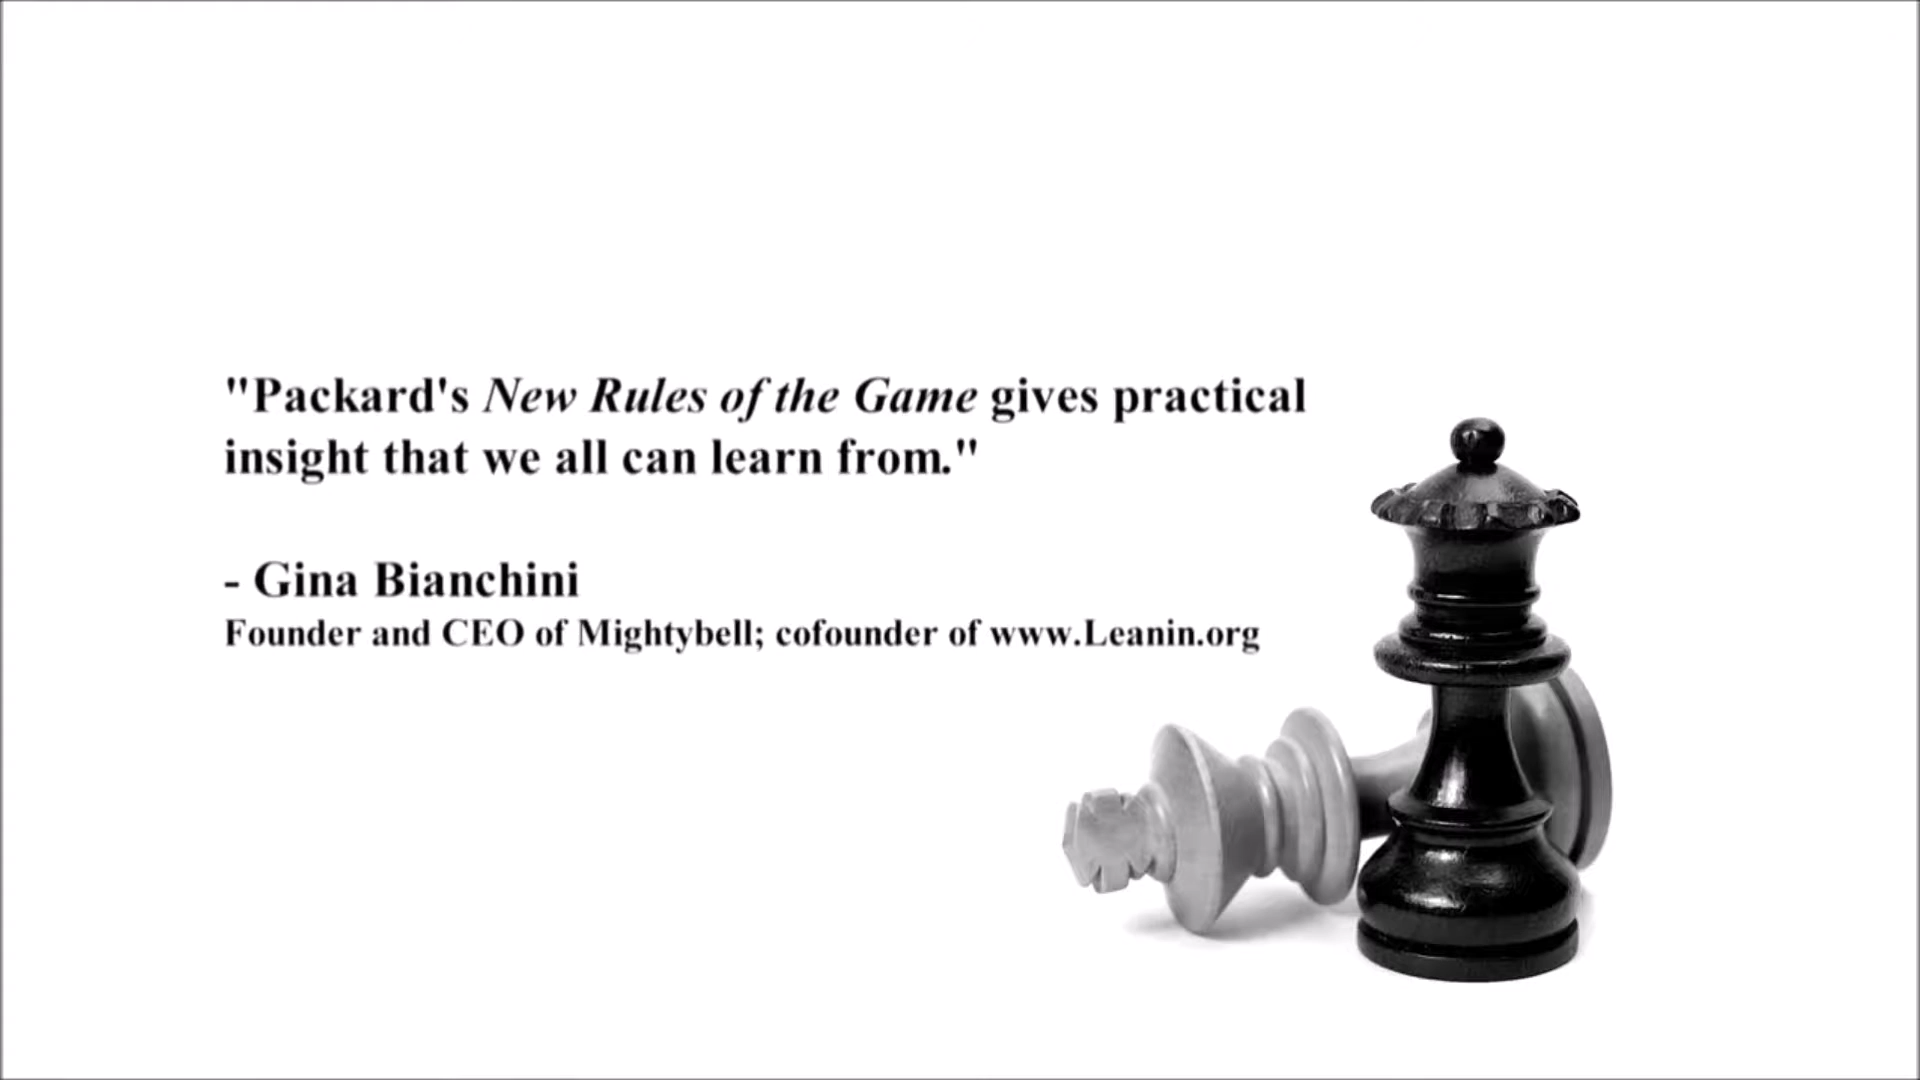 "Packard's New Rules of the Game gives practical
insight that we all can learn from."
- Gina Bianchini
Founder and CEO of Mightybell; cofounder of www.Leanin.org